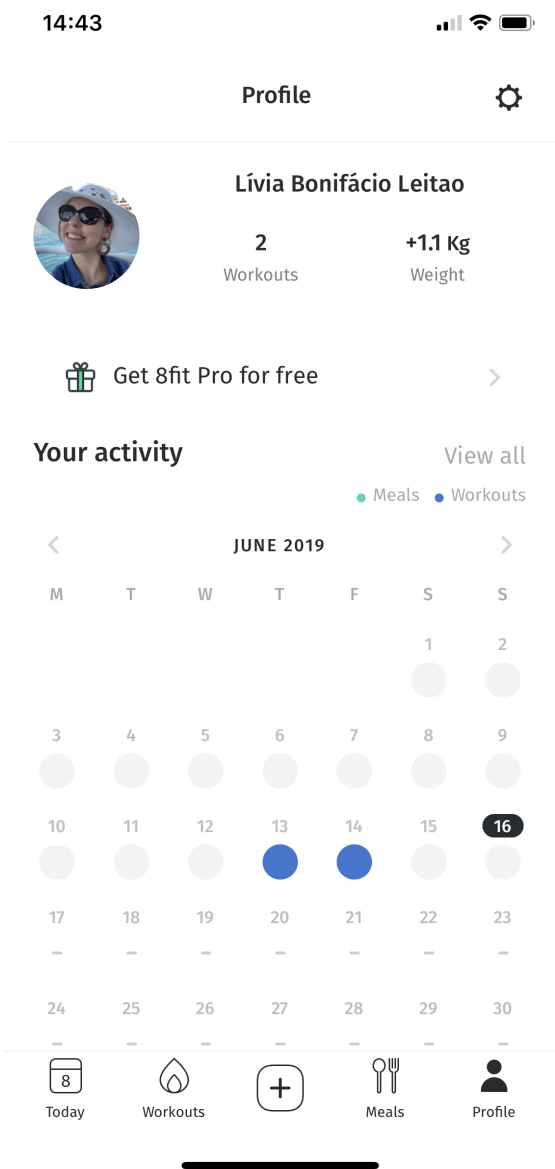 14:43
Profile
Lívia Bonifácio Leitao
2 +1.1 Kg
Workouts Weight
Get 8fit Pro for free
Your activity View all
Meals Workouts
JUNE 2019
M T W T F S S
1 2
3 4 5 6 7 8 9
10 11 12 13 14 15 16
17 18 19 20 21 22 23
– – – – – – –
24 25 26 27 28 29 30
– – – – – – –
8
Today Workouts Meals Profile